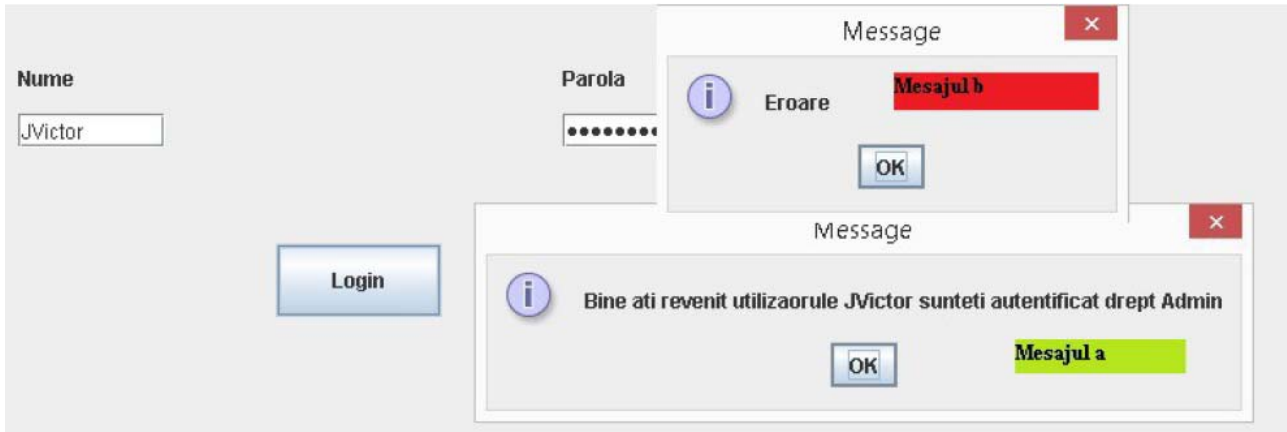 Message
Nume
Parola
Mesajul b
Eroare
JVictor
OK
Message
Login
Bine ati revenit utilizaorule JVictor sunteti autentificat drept Admin
Mesajul a
OK